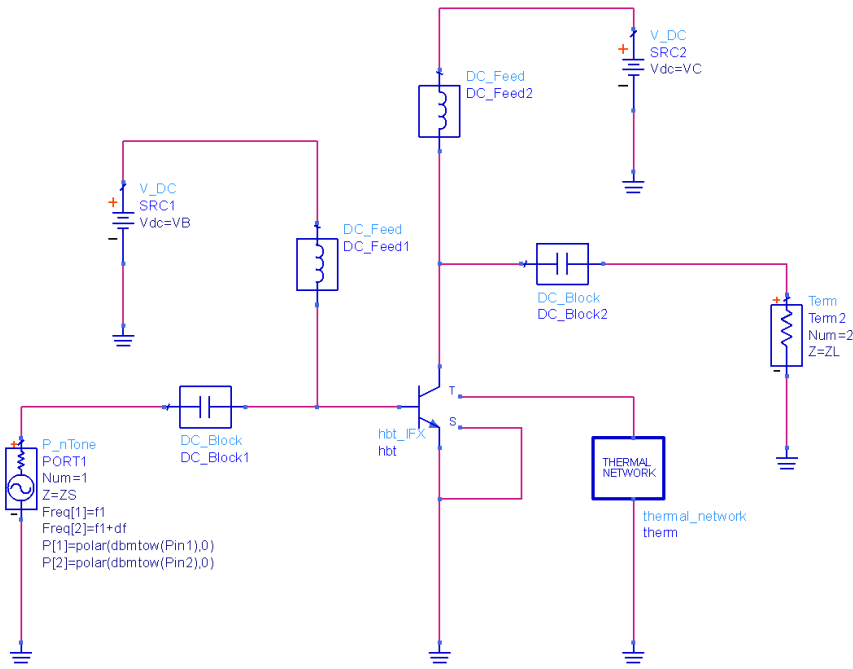 V_DC
SRC2
Vdc=VC
DC_Feed
DC_Feed2
V_DC
SRC1
Vdc=VB
DC_Feed
DC_Feed1
DC_Block
DC_Block2
Term
Term2
Num=2
Z=ZL
T
S
hbt_IFX
hbt
DC_Block
DC_Block1
P_nTone
PORT1
Num=1
Z=ZS
Freq[1]=f1
Freq[2]=f1+df
P[1]=polar(dbmtow(Pin1),0)
P[2]=polar(dbmtow(Pin2),0)
THERMAL
NETWORK
thermal_network
therm